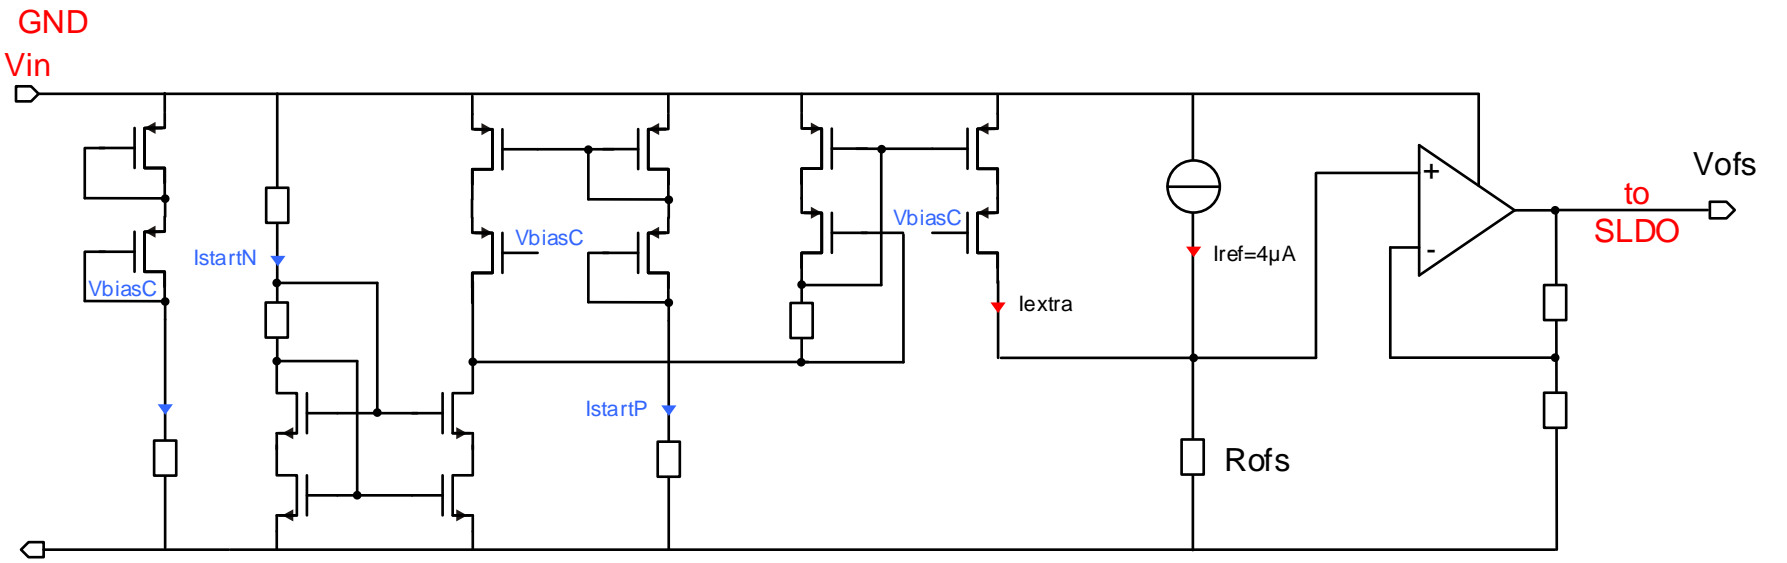 GND
Vin
Vofs
to
SLDO
VbiasC
VbiasC
IstartN
Iref=4µA
VbiasC
Iextra
IstartP
Rofs
+
-